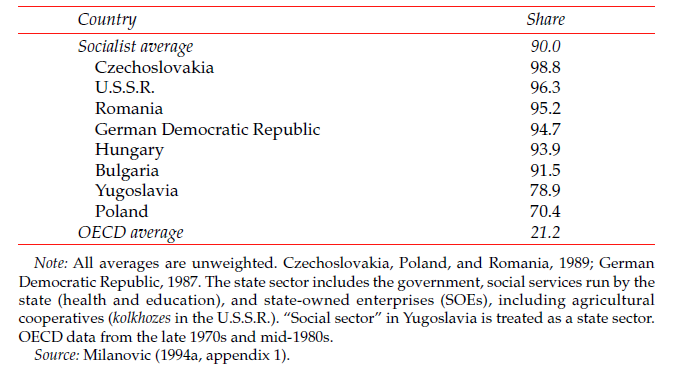 Country Share
Socialist average 90.0
Czechoslovakia 98.8
U.S.S.R. 96.3
Romania 95.2
German Democratic Republic 94.7
Hungary 93.9
Bulgaria 91.5
Yugoslavia 78.9
Poland 70.4
OECD average 21.2
Note: All averages are unweighted. Czechoslovakia, Poland, and Romania, 1989; German
Democratic Republic, 1987. The state sector includes the government, social services run by the
state (health and education), and state-owned enterprises (SOEs), including agricultural
cooperatives (kolkhozes in the U.S.S.R.). “Social sector” in Yugoslavia is treated as a state sector.
OECD data from the late 1970s and mid-1980s.
Source: Milanovic (1994a, appendix 1).